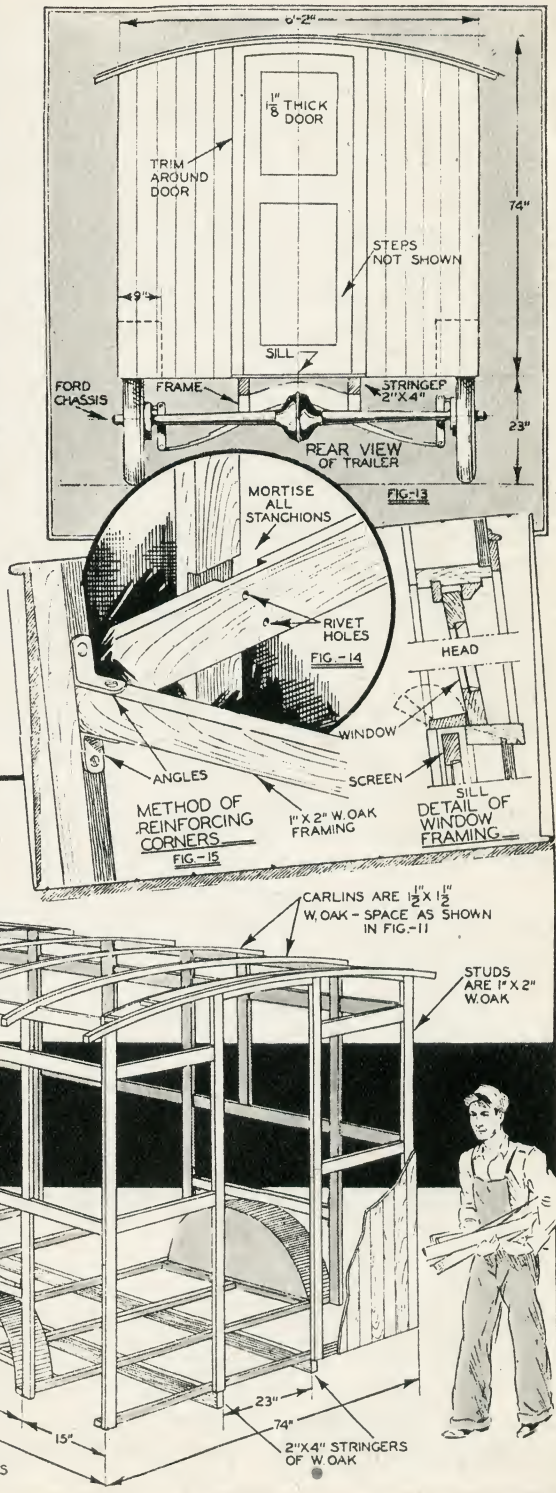 6'-2"
1 1/8" THICK
DOOR
TRIM
AROUND
DOOR
74"
STEPS
NOT SHOWN
9"
SILL
FORD
CHASSIS
FRAME
STRINGER
2"X4"
23"
REAR VIEW
OF TRAILER
FIG-13
MORTISE
ALL
STANCHIONS
RIVET
HOLES
FIG.-14
HEAD
WINDOW
ANGLES
SCREEN
METHOD OF
REINFORCING
CORNERS
FIG.-15
1" X 2" W. OAK
FRAMING
SILL
DETAIL OF
WINDOW
FRAMING
CARLINS ARE 1 1/2" X 1 1/2"
W. OAK - SPACE AS SHOWN
IN FIG.-11
STUDS
ARE 1" X 2"
W. OAK
15"
23"
74"
2"X4" STRINGERS
OF W. OAK